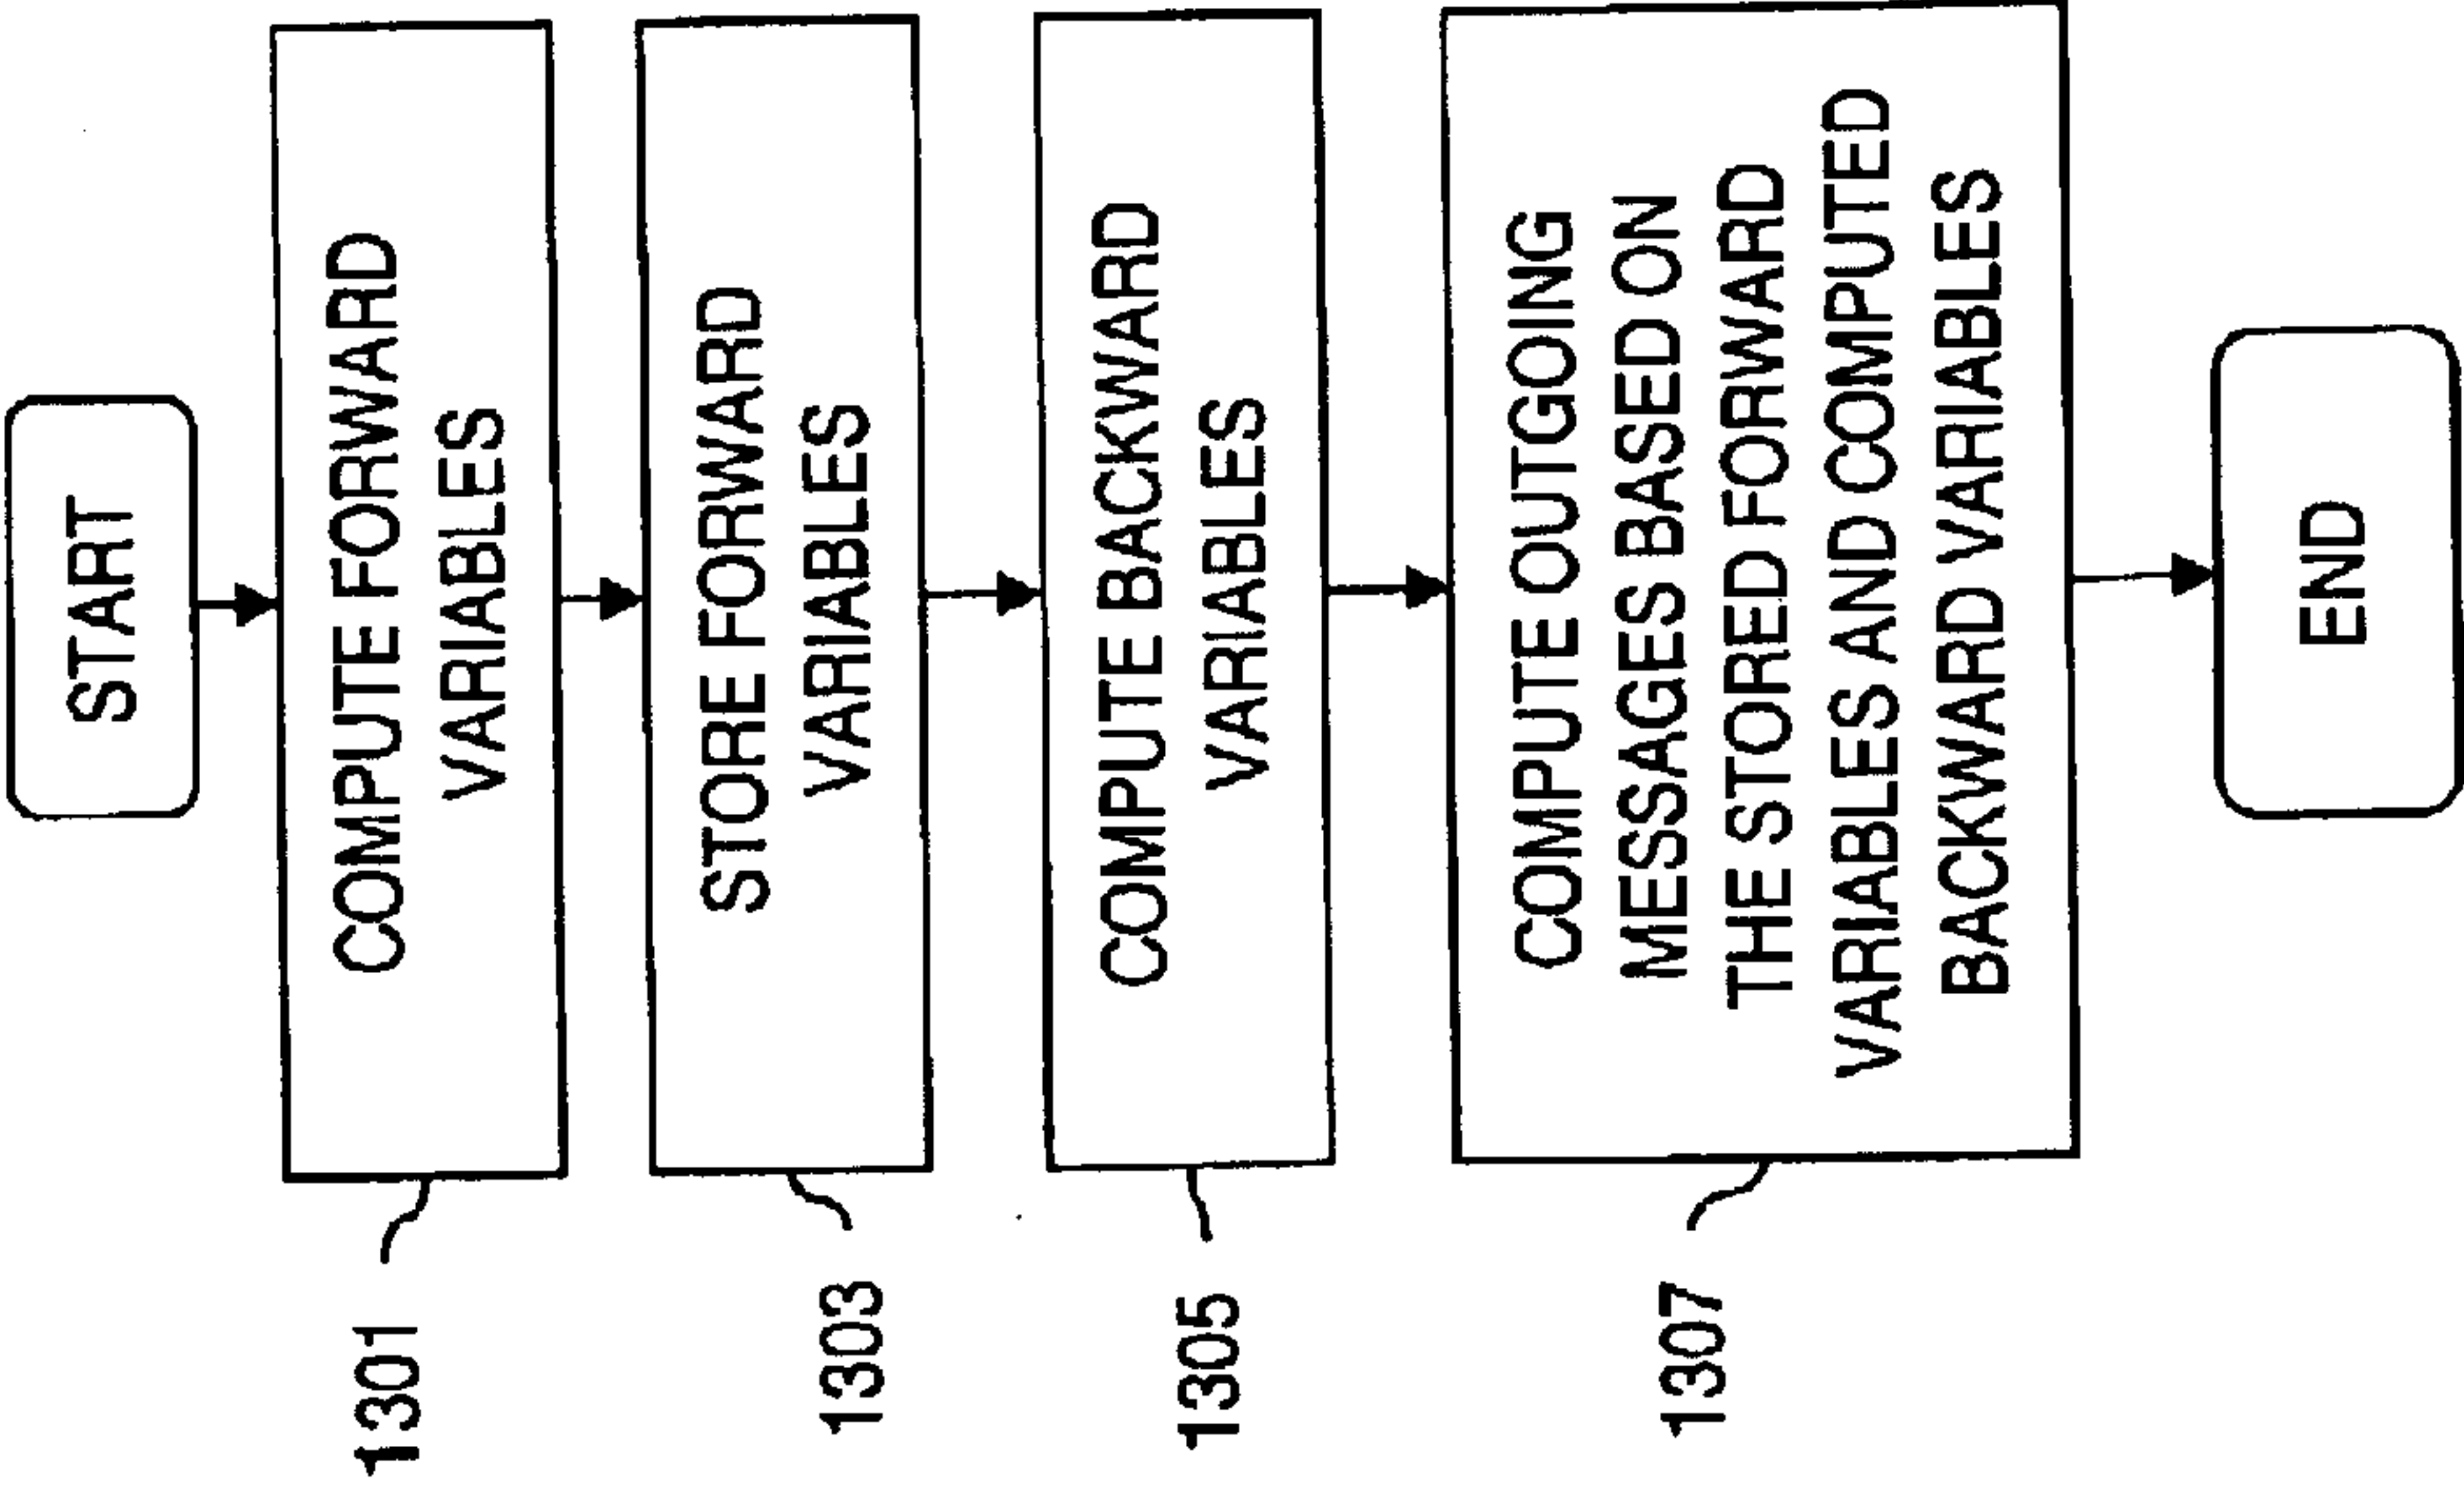 START
1301
COMPUTE FORWARD
VARIABLES
1303
STORE FORWARD
VARIABLES
1305
COMPUTE BACKWARD
VARIABLES
1307
COMPUTE OUTGOING
MESSAGES BASED ON
THE STORED FORWARD
VARIABLES AND COMPUTED
BACKWARD VARIABLES
END